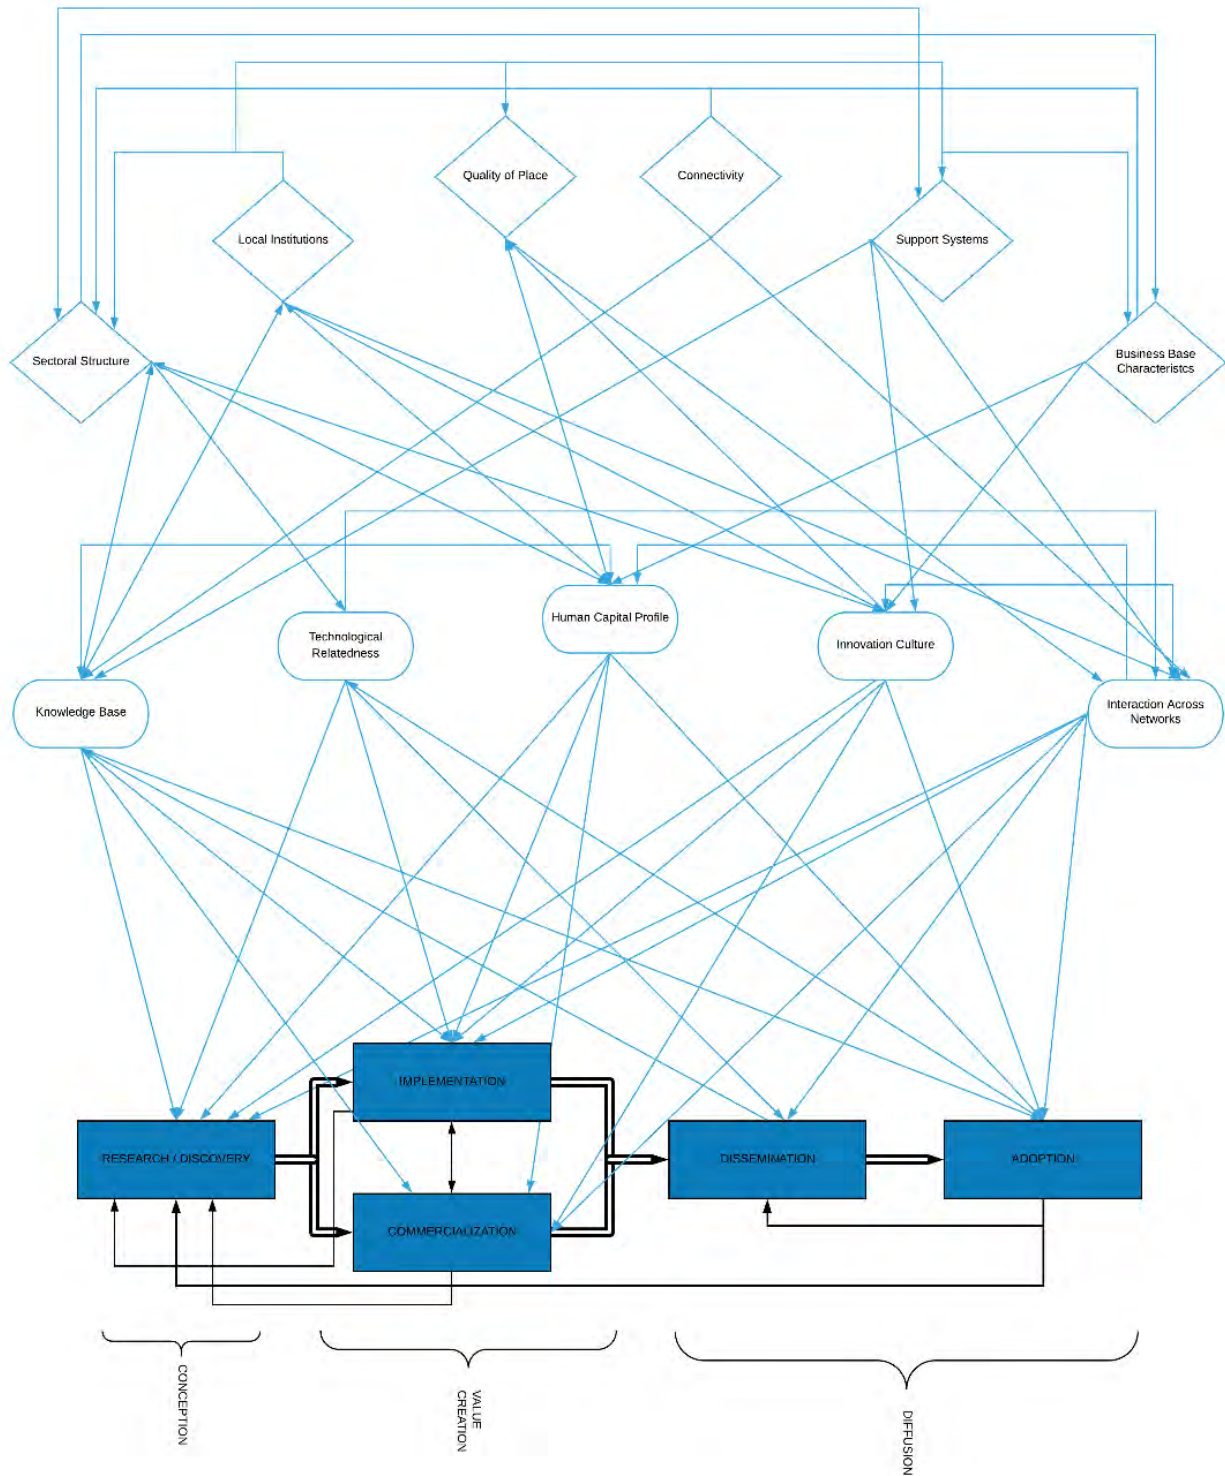 Quality of Place
Connectivity
Local Institutions
Support Systems
Sectoral Structure
Business Base
Characteristcs
Human Capital Profile
Technological
Relatedness
Innovation Culture
Knowledge Base
Interaction Across
Networks
IMPLEMENTATION
RESEARCH / DISCOVERY
DISSEMINATION
ADOPTION
COMMERCIALIZATION
CONCEPTION
VALUE
CREATION
DIFFUSION